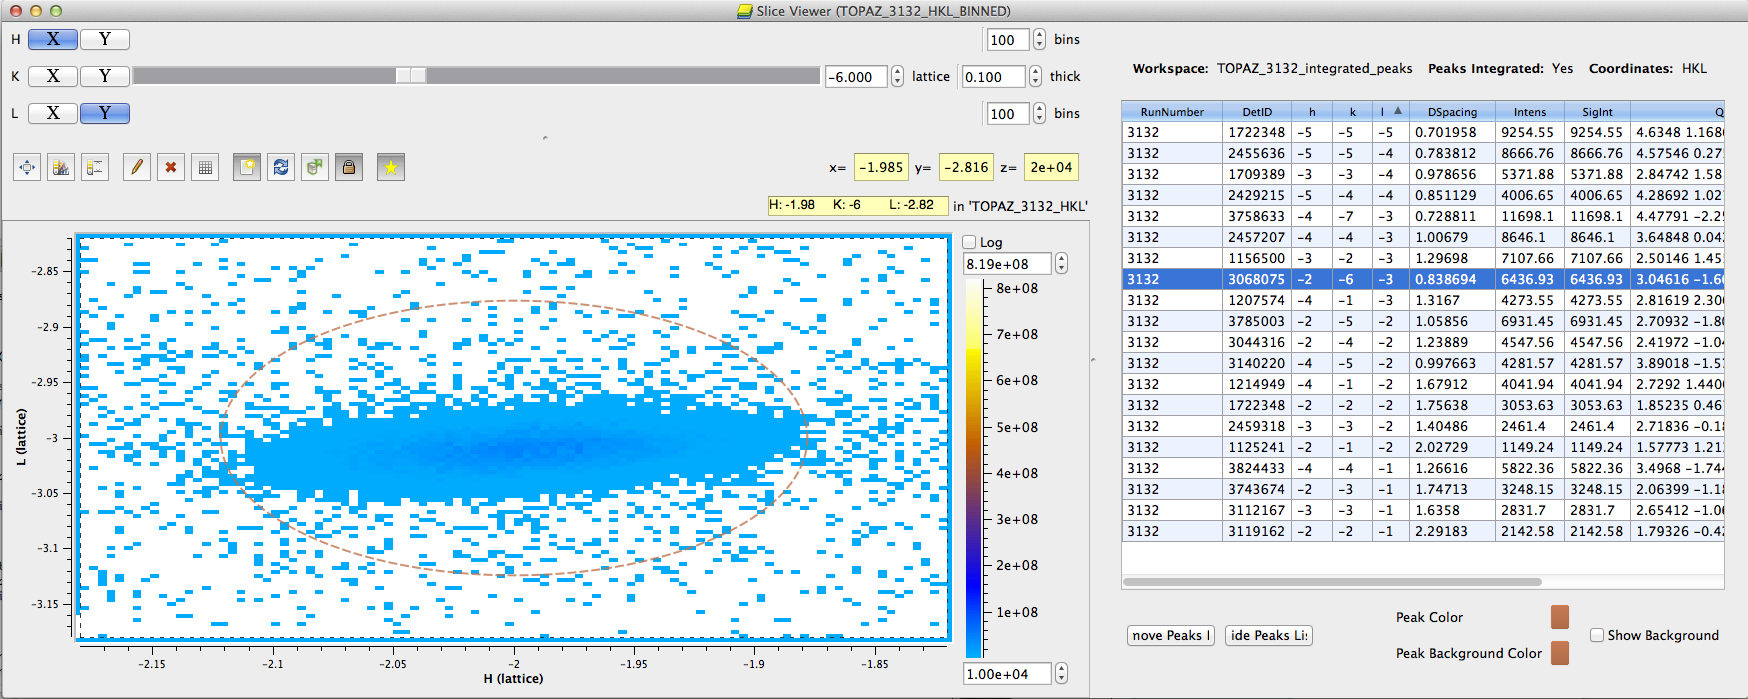 Slice Viewer (TOPAZ_3132_HKL_BINNED)
H X Y 100 bins
K X Y -6.000 lattice 0.100 thick
L X Y 100 bins
x= -1.985 y= -2.816 z= 2e+04
H: -1.98 K: -6 L: -2.82 in 'TOPAZ_3132_HKL'
Log
8.19e+08
8e+08
7e+08
6e+08
5e+08
4e+08
3e+08
2e+08
1e+08
1.00e+04
L (lattice)
-2.85
-2.9
-2.95
-3
-3.05
-3.1
-3.15
-2.15 -2.1 -2.05 -2 -1.95 -1.9 -1.85
H (lattice)
Workspace: TOPAZ_3132_integrated_peaks Peaks Integrated: Yes Coordinates: HKL
RunNumber DetID h k l DSpacing Intens SigInt Q
3132 1722348 -5 -5 -5 0.701958 9254.55 9254.55 4.6348 1.168
3132 2455636 -5 -5 -4 0.783812 8666.76 8666.76 4.57546 0.27
3132 1709389 -3 -3 -4 0.978656 5371.88 5371.88 2.84742 1.58
3132 2429215 -5 -4 -4 0.851129 4006.65 4006.65 4.28692 1.02
3132 3758633 -4 -7 -3 0.728811 11698.1 11698.1 4.47791 -2.2
3132 2457207 -4 -4 -3 1.00679 8646.1 8646.1 3.64848 0.04
3132 1156500 -3 -2 -3 1.29698 7107.66 7107.66 2.50146 1.45
3132 3068075 -2 -6 -3 0.838694 6436.93 6436.93 3.04616 -1.6
3132 1207574 -4 -1 -3 1.3167 4273.55 4273.55 2.81619 2.30
3132 3785003 -2 -5 -2 1.05856 6931.45 6931.45 2.70932 -1.8
3132 3044316 -2 -4 -2 1.23889 4547.56 4547.56 2.41972 -1.0
3132 3140220 -4 -5 -2 0.997663 4281.57 4281.57 3.89018 -1.5
3132 1214949 -4 -1 -2 1.67912 4041.94 4041.94 2.7292 1.440
3132 1722348 -2 -2 -2 1.75638 3053.63 3053.63 1.85235 0.46
3132 2459318 -3 -3 -2 1.40486 2461.4 2461.4 2.71836 -0.1
3132 1125241 -2 -1 -2 2.02729 1149.24 1149.24 1.57773 1.21
3132 3824433 -4 -4 -1 1.26616 5822.36 5822.36 3.4968 -1.74
3132 3743674 -2 -3 -1 1.74713 3248.15 3248.15 2.06399 -1.1
3132 3112167 -3 -3 -1 1.6358 2831.7 2831.7 2.65412 -1.0
3132 3119162 -2 -2 -1 2.29183 2142.58 2142.58 1.79326 -0.4
nove Peaks ide Peaks Lis
Peak Color
Peak Background Color
Show Background